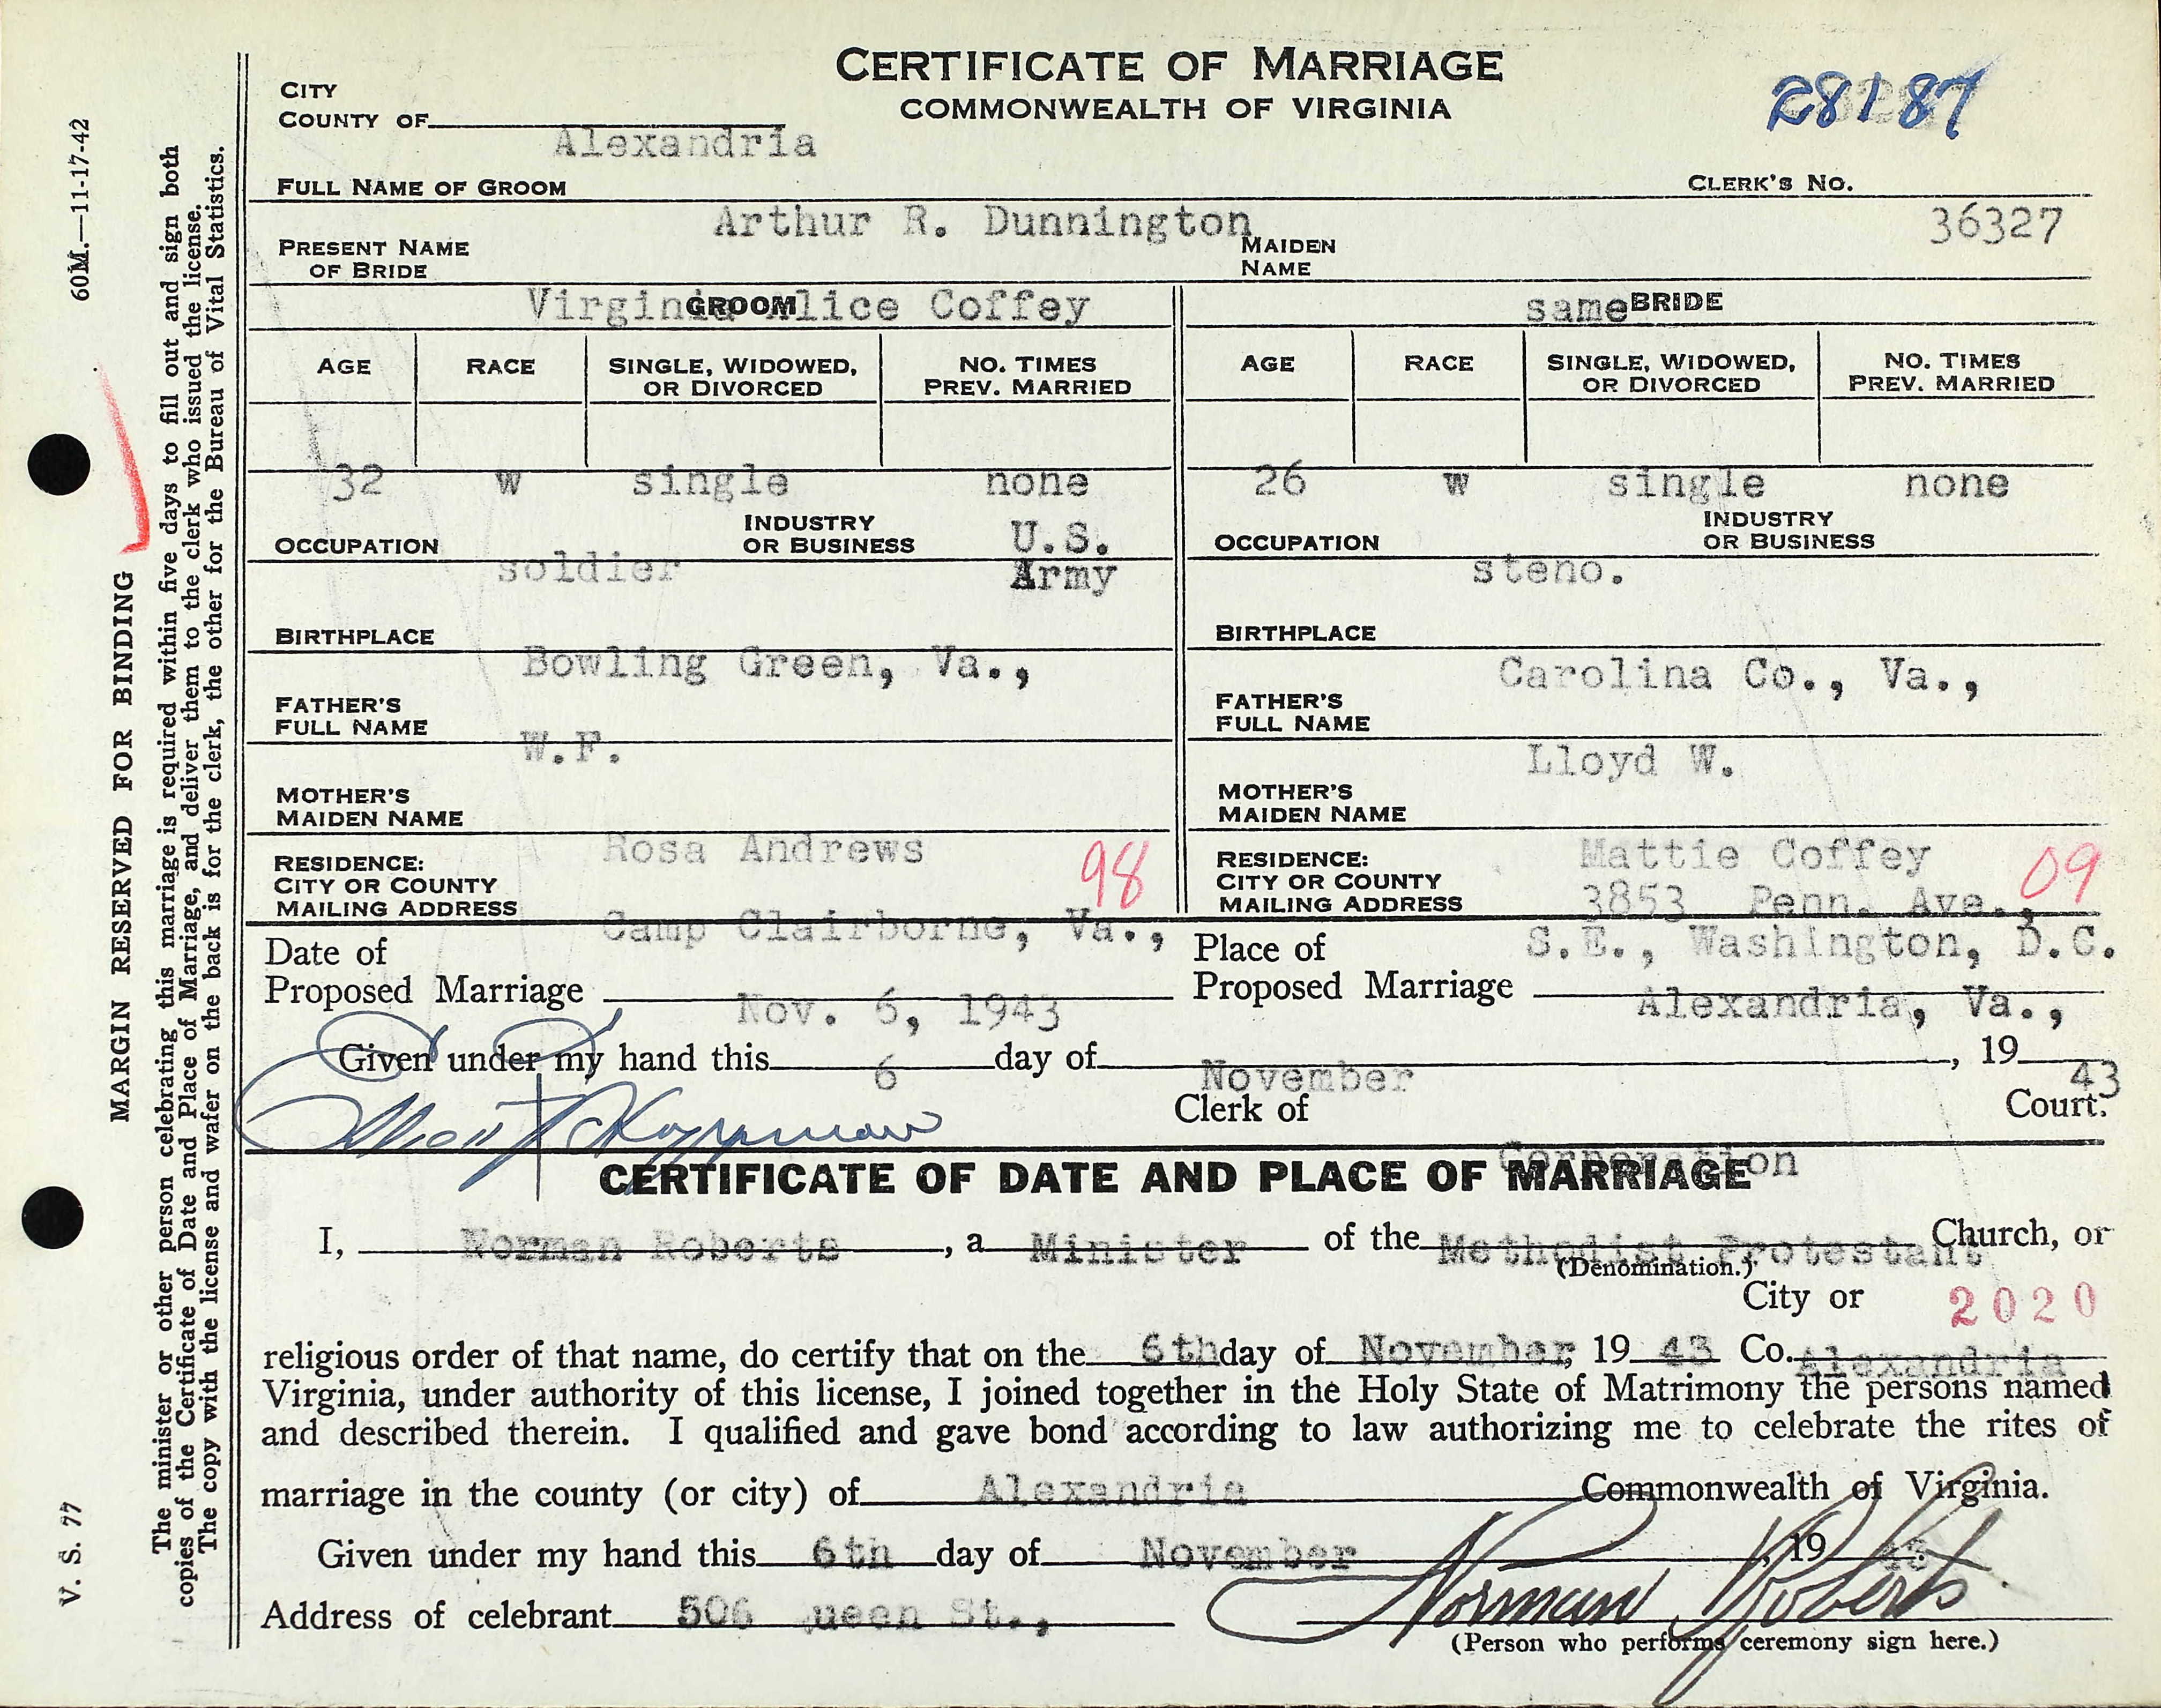 CERTIFICATE OF MARRIAGE
COMMONWEALTH OF VIRGINIA
28187
CITY
COUNTY OF
Alexandria
FULL NAME OF GROOM
CLERK'S NO.
Arthur R. Dunnington
36327
PRESENT NAME
OF BRIDE
MAIDEN
NAME
Virginia Alice Coffey
same
GROOM
BRIDE
AGE
RACE
SINGLE, WIDOWED,
OR DIVORCED
NO. TIMES
PREV. MARRIED
AGE
RACE
SINGLE, WIDOWED,
OR DIVORCED
NO. TIMES
PREV. MARRIED
32 w single none
26 w single none
OCCUPATION
INDUSTRY
OR BUSINESS
soldier
U.S.
Army
OCCUPATION
INDUSTRY
OR BUSINESS
steno.
BIRTHPLACE
Bowling Green, Va.,
BIRTHPLACE
Carolina Co., Va.,
FATHER'S
FULL NAME
W.F.
FATHER'S
FULL NAME
Lloyd W.
MOTHER'S
MAIDEN NAME
Rosa Andrews
MOTHER'S
MAIDEN NAME
Mattie Coffey
RESIDENCE:
CITY OR COUNTY
MAILING ADDRESS
98
Camp Clairborne, Va.,
RESIDENCE:
CITY OR COUNTY
MAILING ADDRESS
09
3853 Penn. Ave.,
S.E., Washington, D.C.
Date of
Proposed Marriage
Nov. 6, 1943
Place of
Proposed Marriage
Alexandria, Va.,
Given under my hand this 6 day of November, 19 43
Clerk of Corporation Court.
CERTIFICATE OF DATE AND PLACE OF MARRIAGE
I, Norman Roberts, a Minister of the Methodist Protestant Church, or
(Denomination.)
City or
2020
religious order of that name, do certify that on the 6th day of November, 19 43 Co. Alexandria
Virginia, under authority of this license, I joined together in the Holy State of Matrimony the persons named
and described therein. I qualified and gave bond according to law authorizing me to celebrate the rites of
marriage in the county (or city) of Alexandria Commonwealth of Virginia.
Given under my hand this 6th day of November, 19 43
Address of celebrant 506 ueen St.,
Norman Roberts
(Person who performs ceremony sign here.)
60M.—11-17-42
MARGIN RESERVED FOR BINDING
The minister or other person celebrating this marriage is required within five days to fill out and sign both
copies of the Certificate of Date and Place of Marriage, and deliver them to the clerk who issued the license.
The copy with the license and wafer on the back is for the clerk, the other for the Bureau of Vital Statistics.
V. S. 77